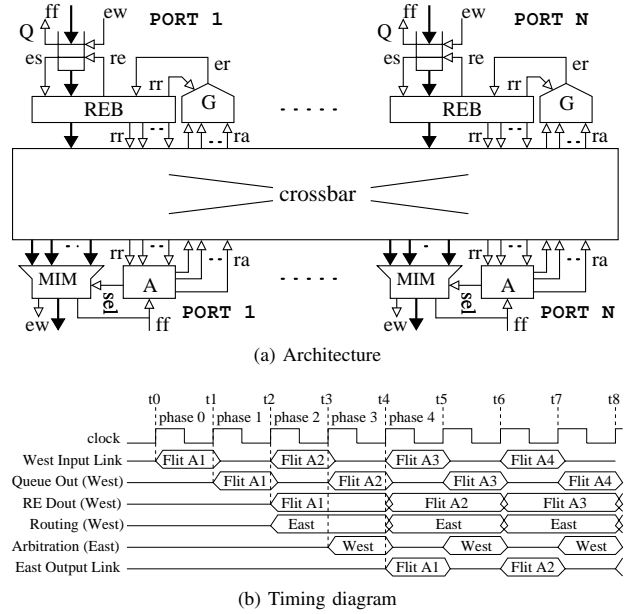 ff ew PORT 1 ff ew PORT N
Q Q
es re er es re er
rr G rr G
REB REB
rr ra rr ra
crossbar
rr ra rr ra
MIM A MIM A
sel PORT 1 sel PORT N
ew ff ew ff
(a) Architecture
t0 t1 t2 t3 t4 t5 t6 t7 t8
phase 0 phase 1 phase 2 phase 3 phase 4
clock
West Input Link Flit A1 Flit A2 Flit A3 Flit A4
Queue Out (West) Flit A1 Flit A2 Flit A3 Flit A4
RE Dout (West) Flit A1 Flit A2 Flit A3
Routing (West) East East East
Arbitration (East) West West West
East Output Link Flit A1 Flit A2
(b) Timing diagram